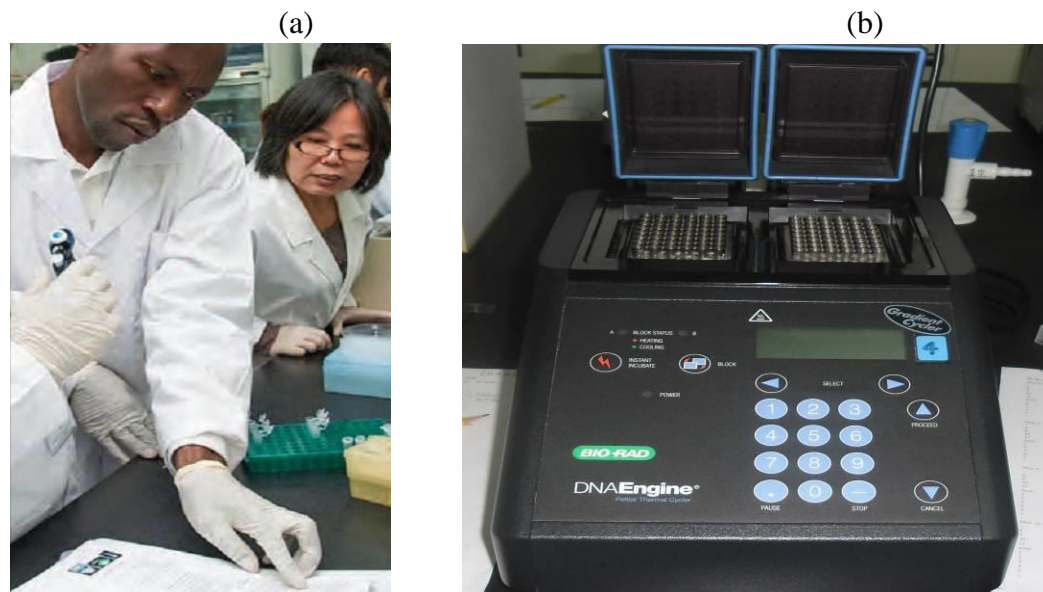 (a) (b)
Gradient
Cycler
4
A BLOCK STATUS B
HEATING
COOLING
INSTANT
INCUBATE
BLOCK
SELECT
POWER
1 2 3
PROCEED
4 5 6
BIO-RAD
7 8 9
DNAEngine®
Peltier Thermal Cycler
. 0 –
PAUSE STOP CANCEL